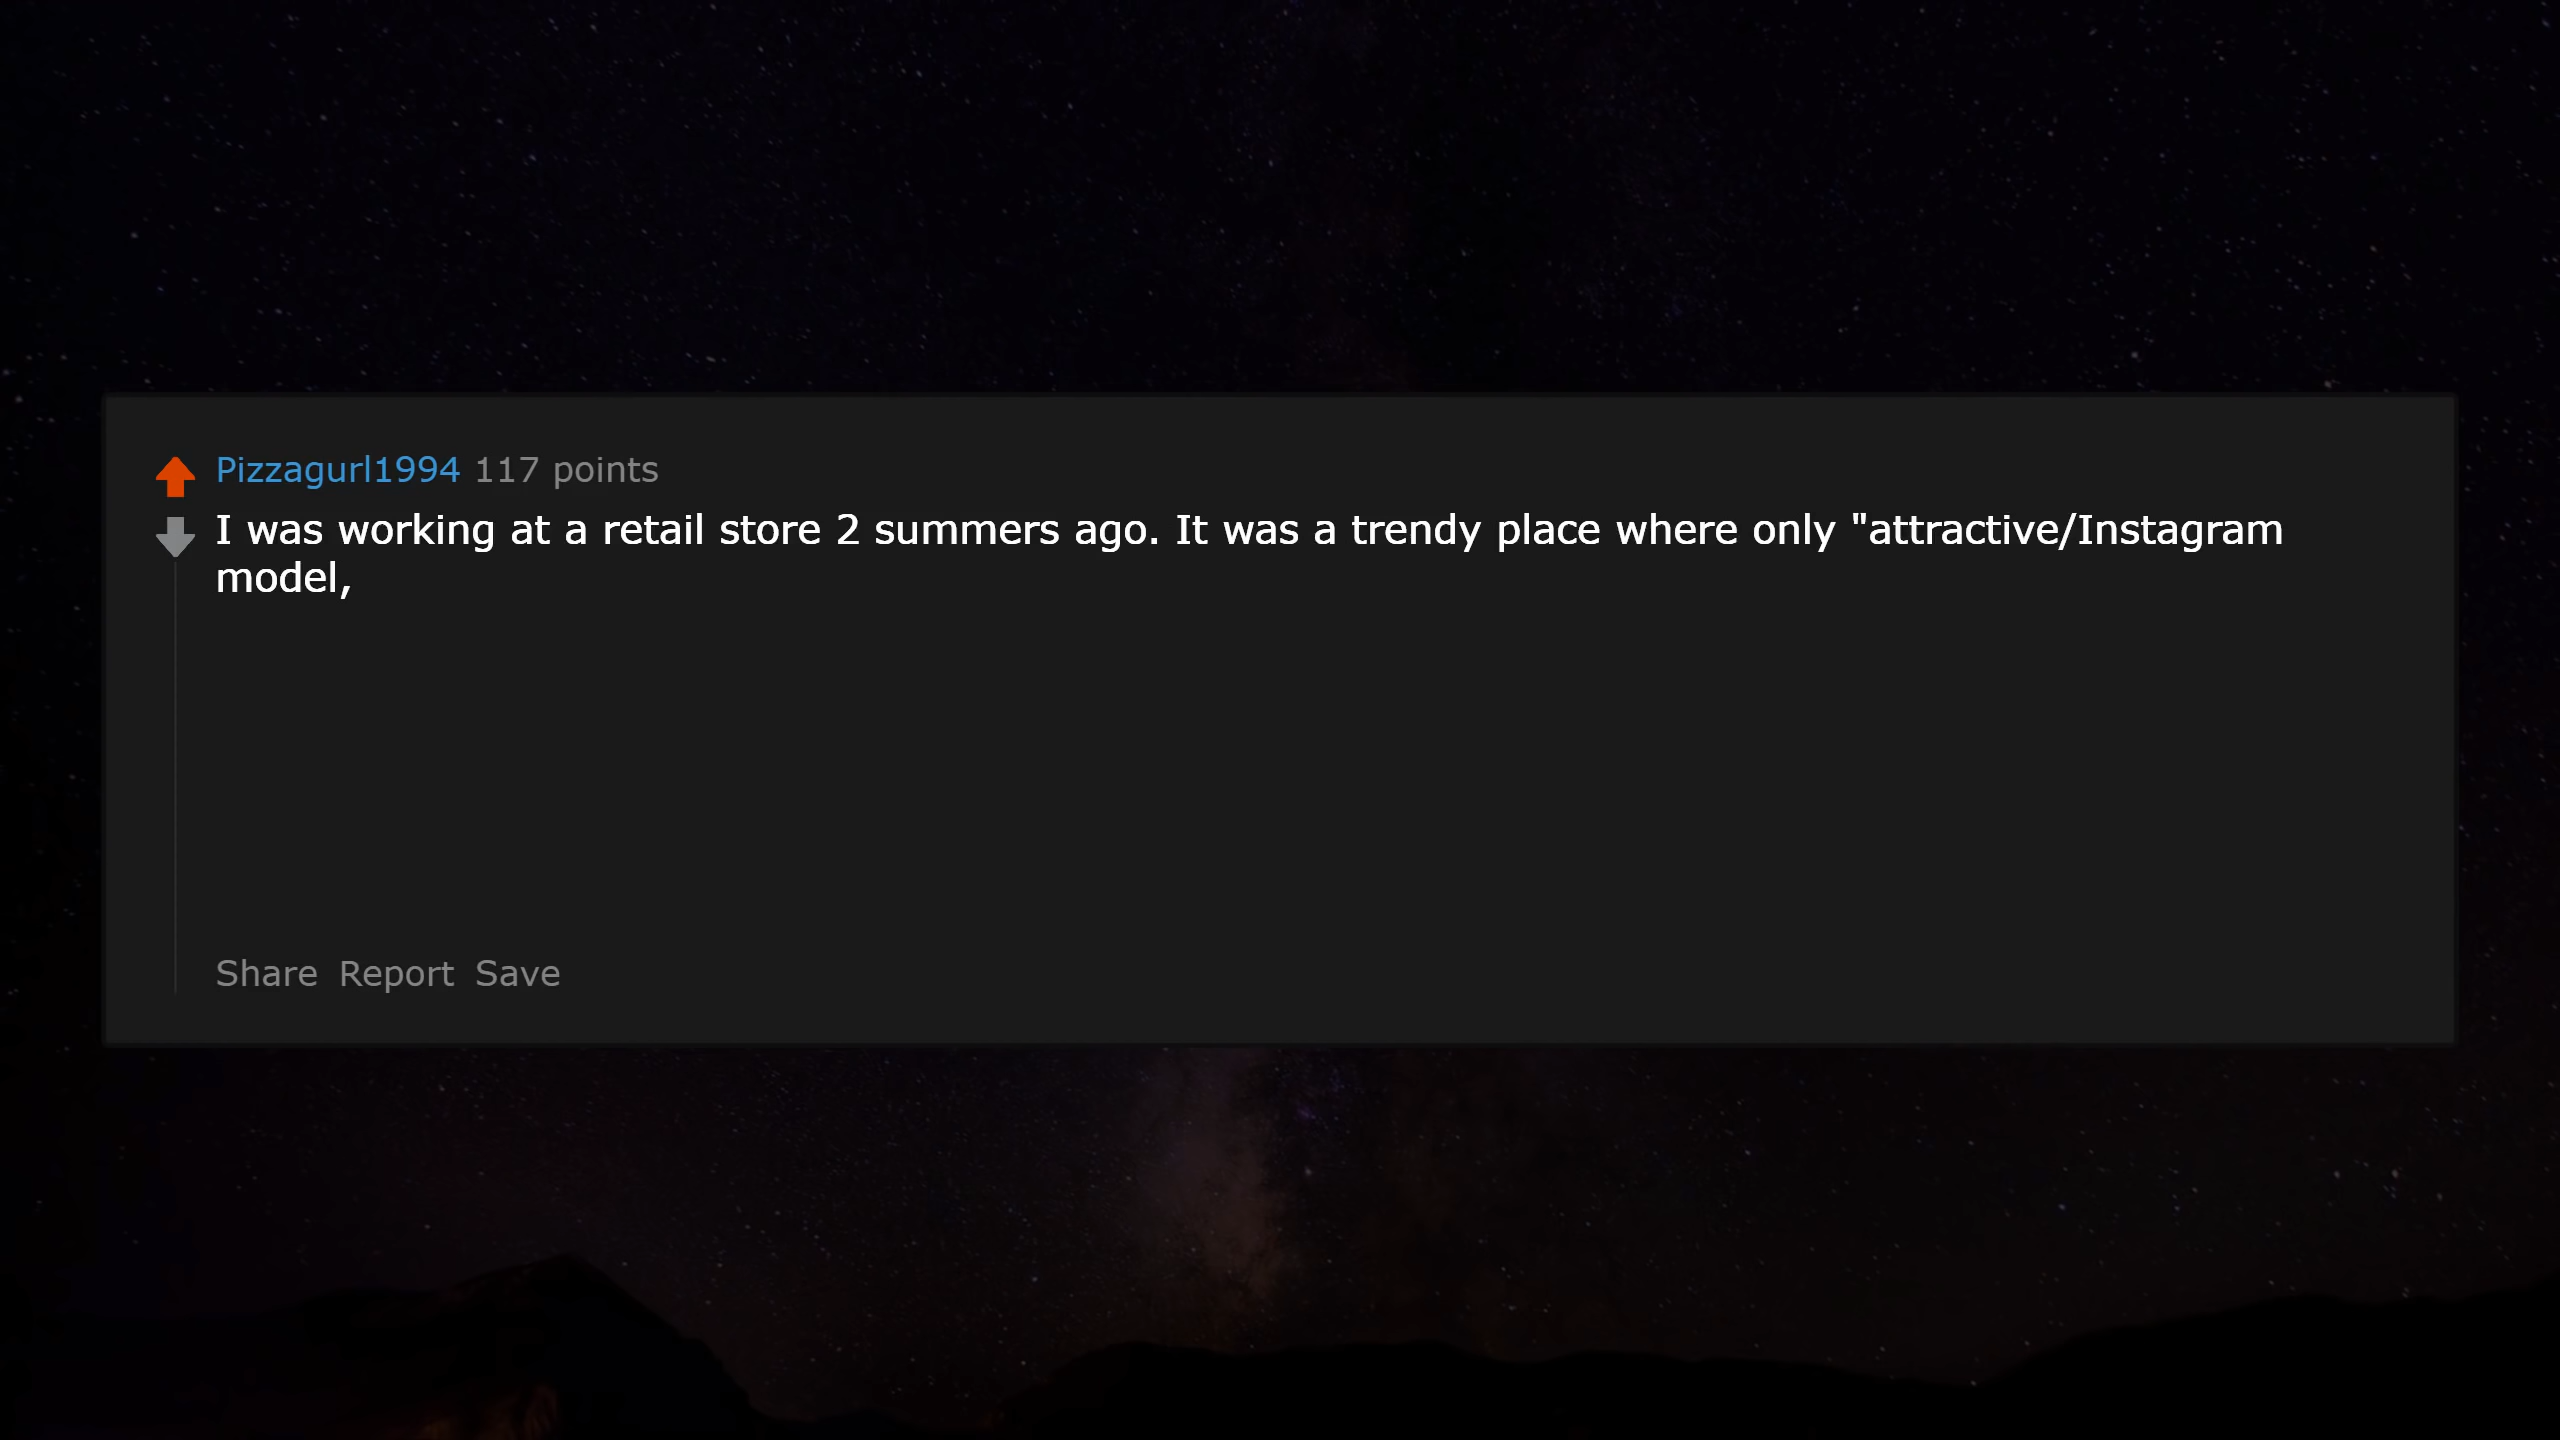 Pizzagurl1994 117 points
I was working at a retail store 2 summers ago. It was a trendy place where only "attractive/Instagram
model,
Share Report Save